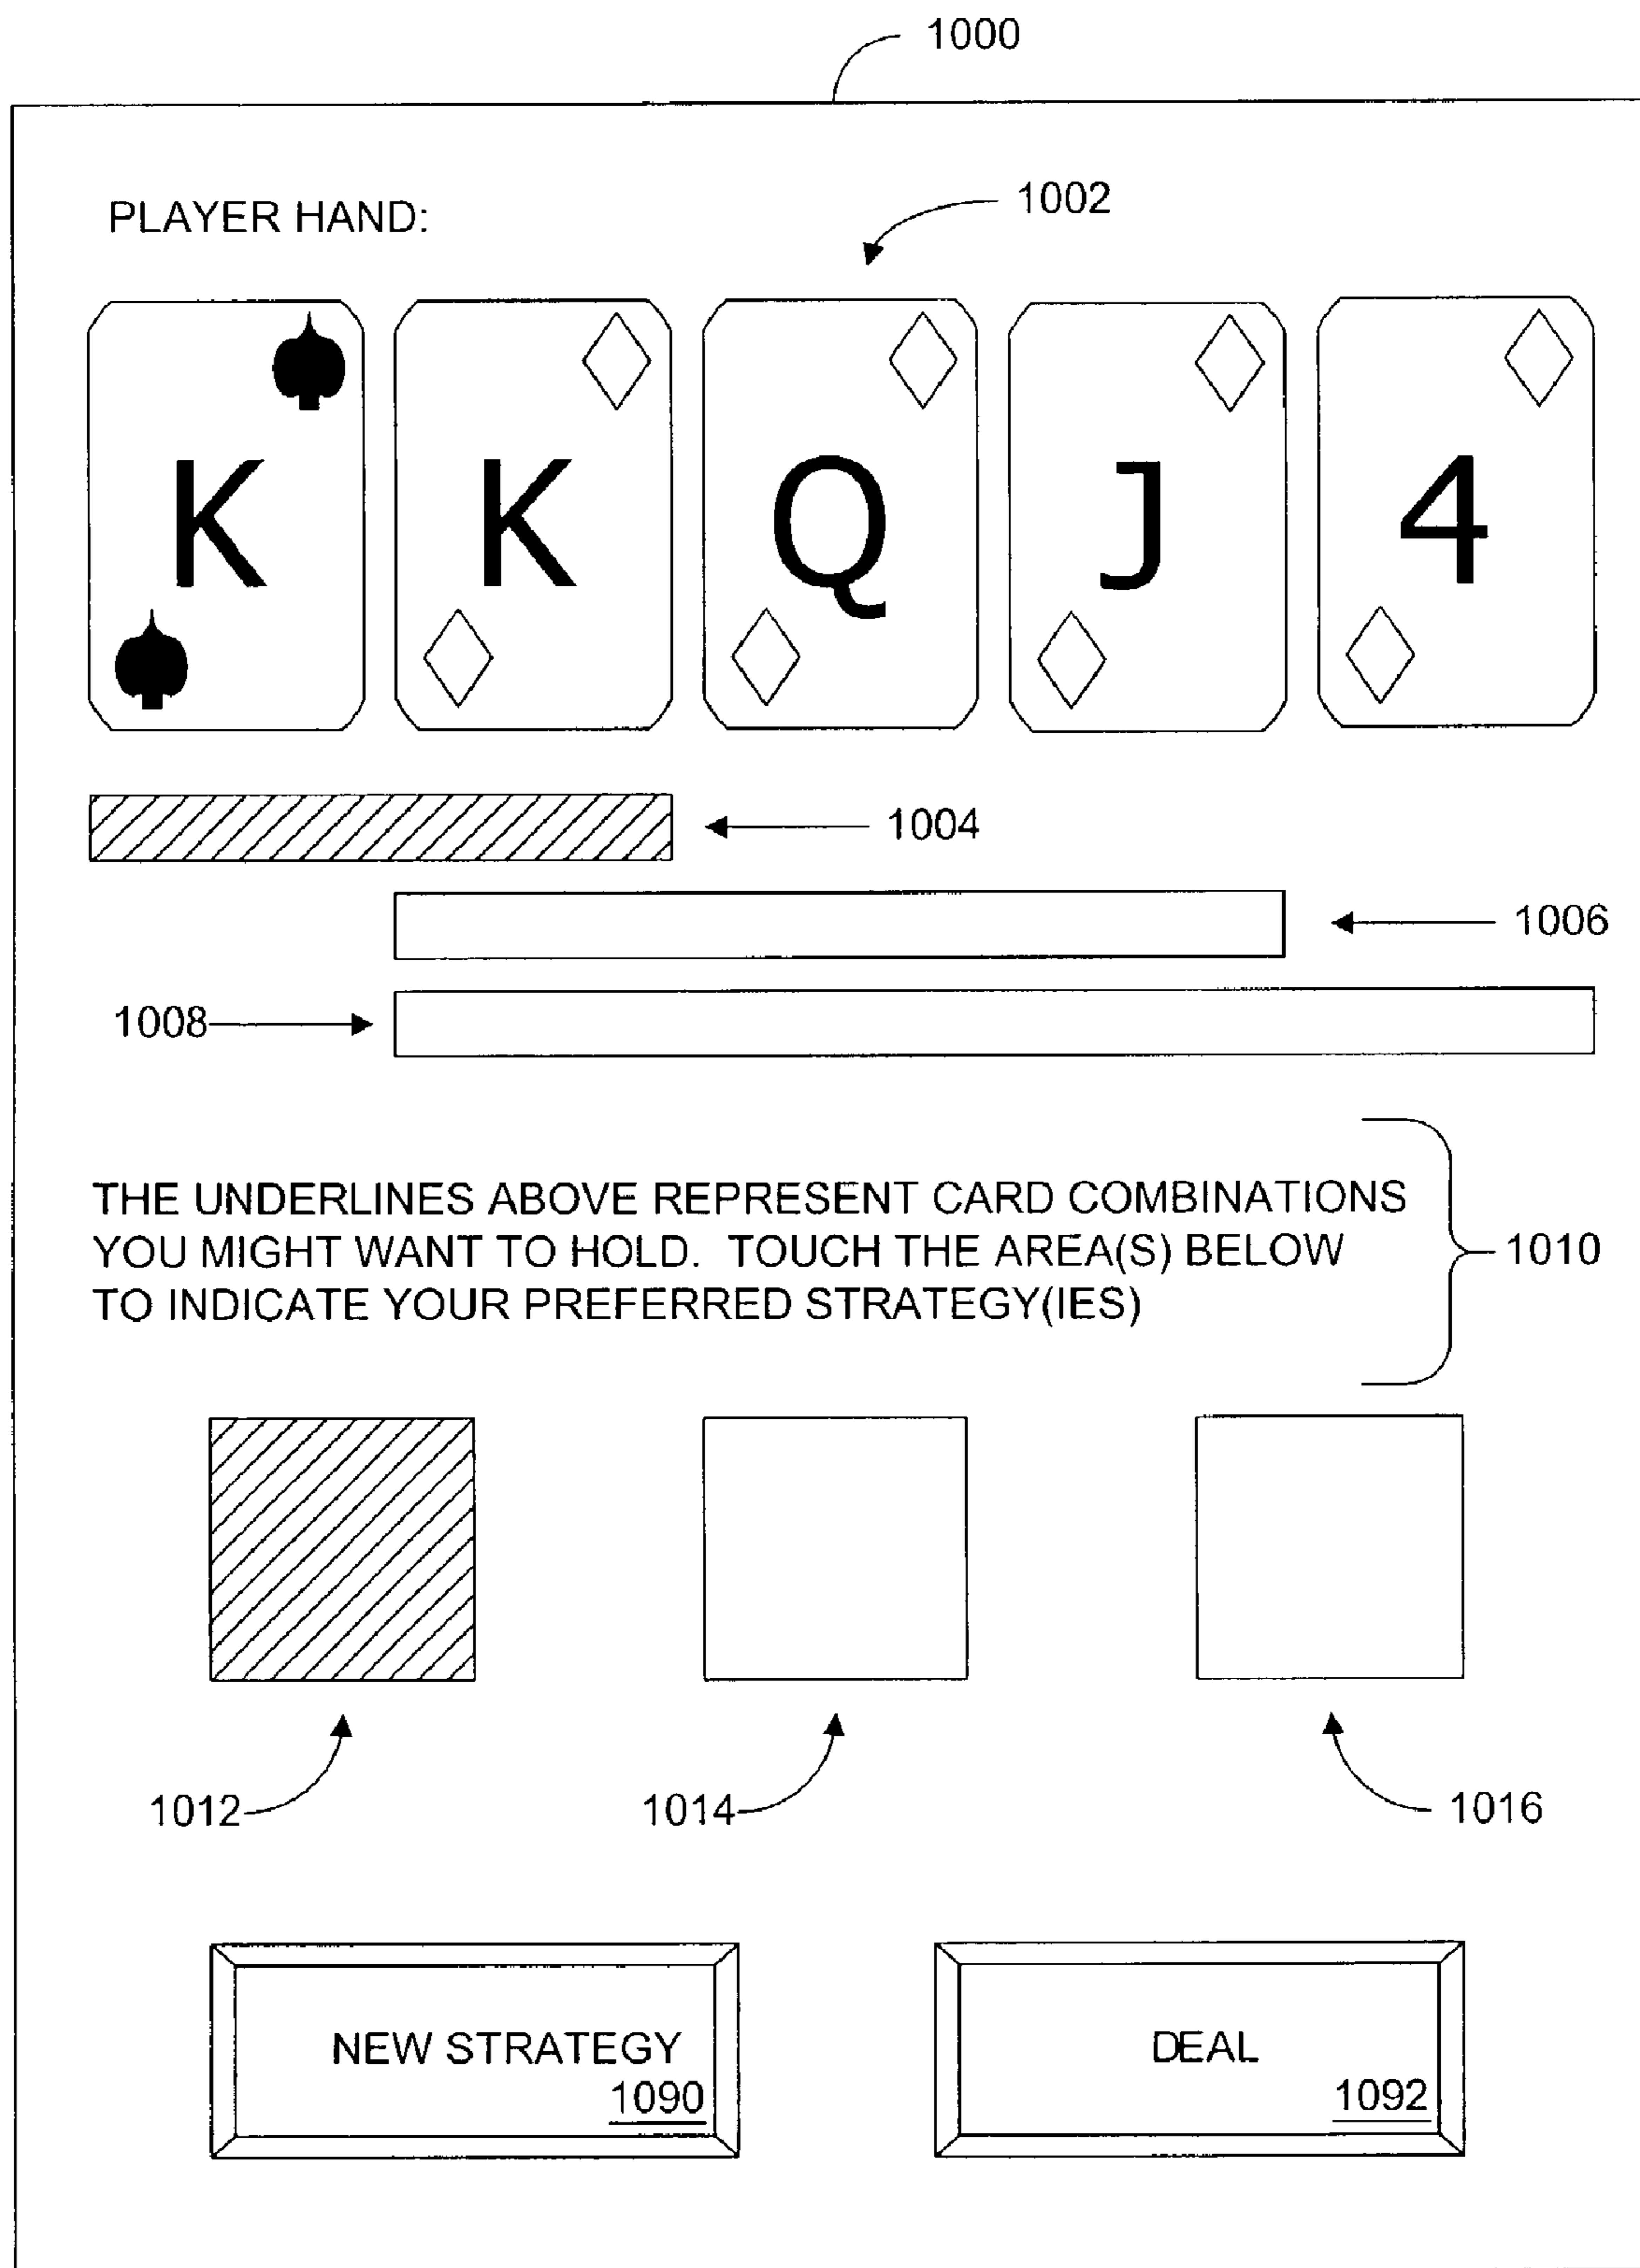 1000
PLAYER HAND:
1002
K K Q J 4
1004
1006
1008
THE UNDERLINES ABOVE REPRESENT CARD COMBINATIONS
YOU MIGHT WANT TO HOLD. TOUCH THE AREA(S) BELOW
TO INDICATE YOUR PREFERRED STRATEGY(IES)
1010
1012
1014
1016
NEW STRATEGY
1090
DEAL
1092